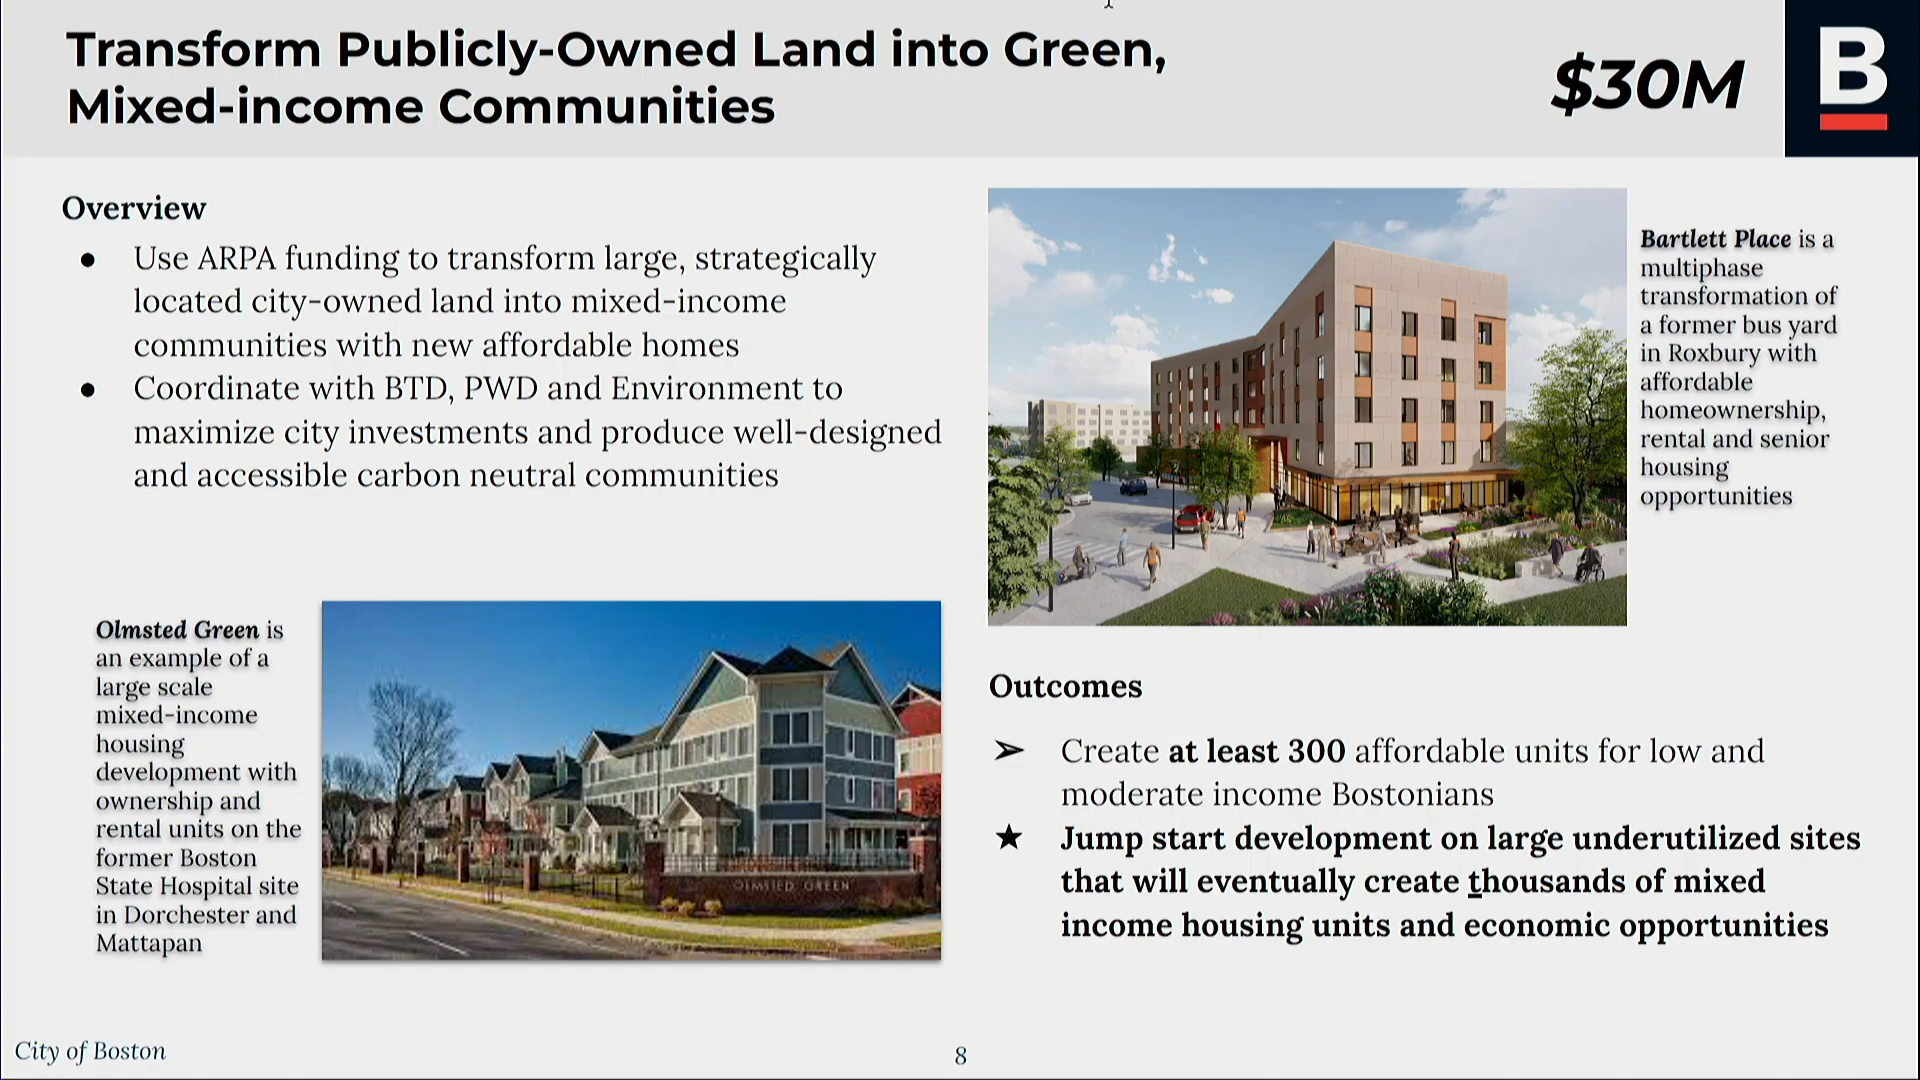 Transform Publicly-Owned Land into Green,
Mixed-income Communities
$30M
B
Overview
● Use ARPA funding to transform large, strategically
located city-owned land into mixed-income
communities with new affordable homes
● Coordinate with BTD, PWD and Environment to
maximize city investments and produce well-designed
and accessible carbon neutral communities
Bartlett Place is a
multiphase
transformation of
a former bus yard
in Roxbury with
affordable
homeownership,
rental and senior
housing
opportunities
Olmsted Green is
an example of a
large scale
mixed-income
housing
development with
ownership and
rental units on the
former Boston
State Hospital site
in Dorchester and
Mattapan
OLMSTED GREEN
Outcomes
➢ Create at least 300 affordable units for low and
moderate income Bostonians
★ Jump start development on large underutilized sites
that will eventually create thousands of mixed
income housing units and economic opportunities
City of Boston
8